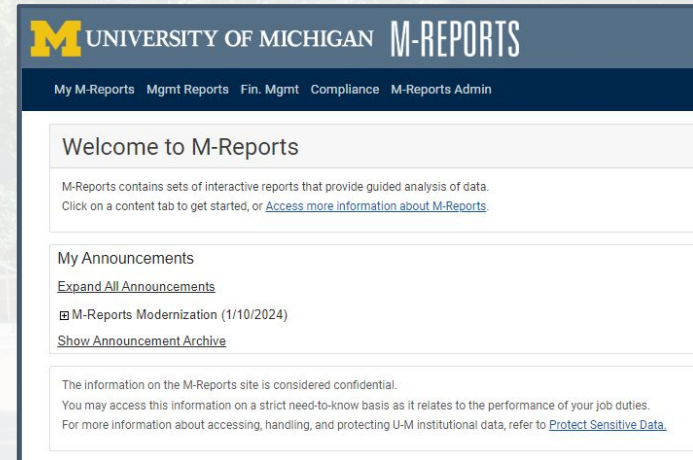 M UNIVERSITY OF MICHIGAN M-REPORTS
My M-Reports Mgmt Reports Fin. Mgmt Compliance M-Reports Admin
Welcome to M-Reports
M-Reports contains sets of interactive reports that provide guided analysis of data.
Click on a content tab to get started, or Access more information about M-Reports.
My Announcements
Expand All Announcements
M-Reports Modernization (1/10/2024)
Show Announcement Archive
The information on the M-Reports site is considered confidential.
You may access this information on a strict need-to-know basis as it relates to the performance of your job duties.
For more information about accessing, handling, and protecting U-M institutional data, refer to Protect Sensitive Data.